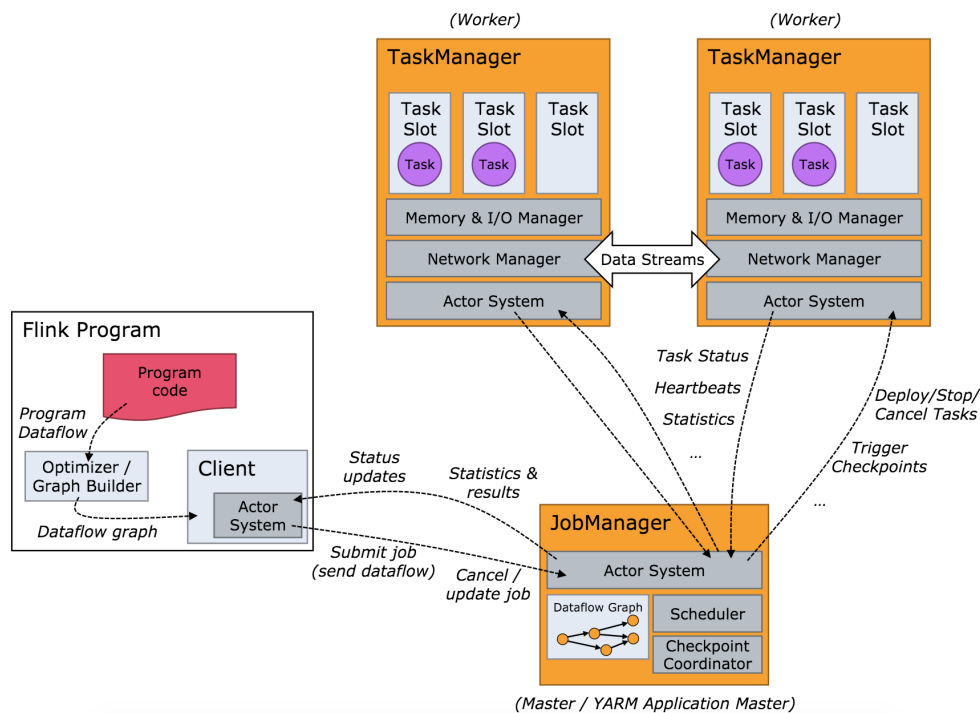 (Worker)
(Worker)
TaskManager
TaskManager
Task
Slot
Task
Task
Slot
Task
Task
Slot
Task
Slot
Task
Task
Slot
Task
Task
Slot
Memory & I/O Manager
Memory & I/O Manager
Network Manager
Data Streams
Network Manager
Actor System
Actor System
Flink Program
Program
code
Program
Dataflow
Optimizer /
Graph Builder
Dataflow graph
Client
Actor
System
Status
updates
Statistics &
results
Submit job
(send dataflow)
Cancel /
update job
Task Status
Heartbeats
Statistics
...
Deploy/Stop/
Cancel Tasks
Trigger
Checkpoints
...
JobManager
Actor System
Dataflow Graph
Scheduler
Checkpoint
Coordinator
(Master / YARM Application Master)